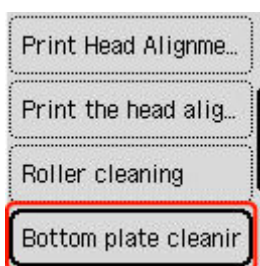 Print Head Alignme...
Print the head alig...
Roller cleaning
Bottom plate cleanir